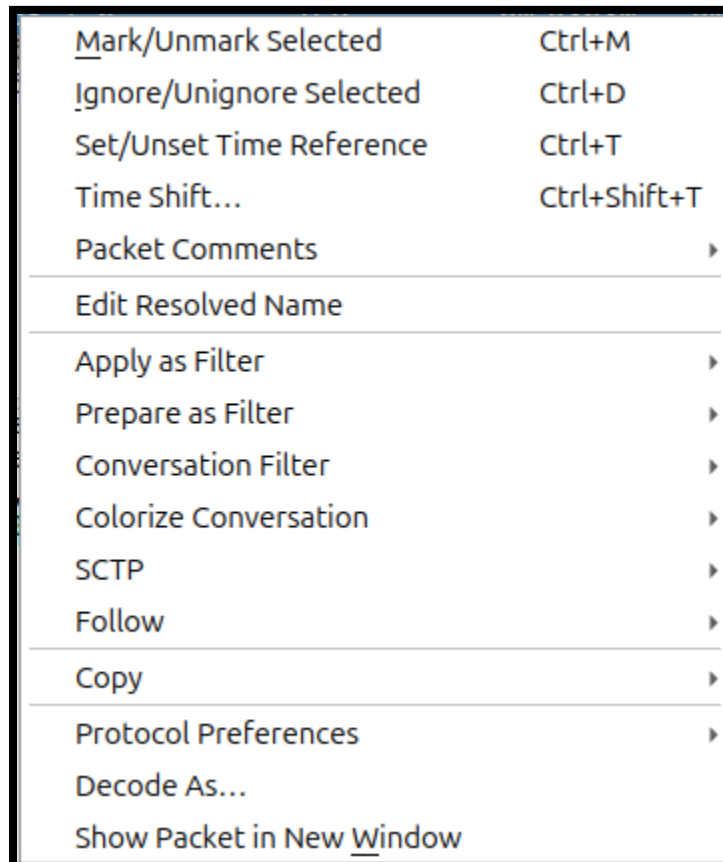 Mark/Unmark Selected Ctrl+M
Ignore/Unignore Selected Ctrl+D
Set/Unset Time Reference Ctrl+T
Time Shift... Ctrl+Shift+T
Packet Comments
Edit Resolved Name
Apply as Filter
Prepare as Filter
Conversation Filter
Colorize Conversation
SCTP
Follow
Copy
Protocol Preferences
Decode As...
Show Packet in New Window